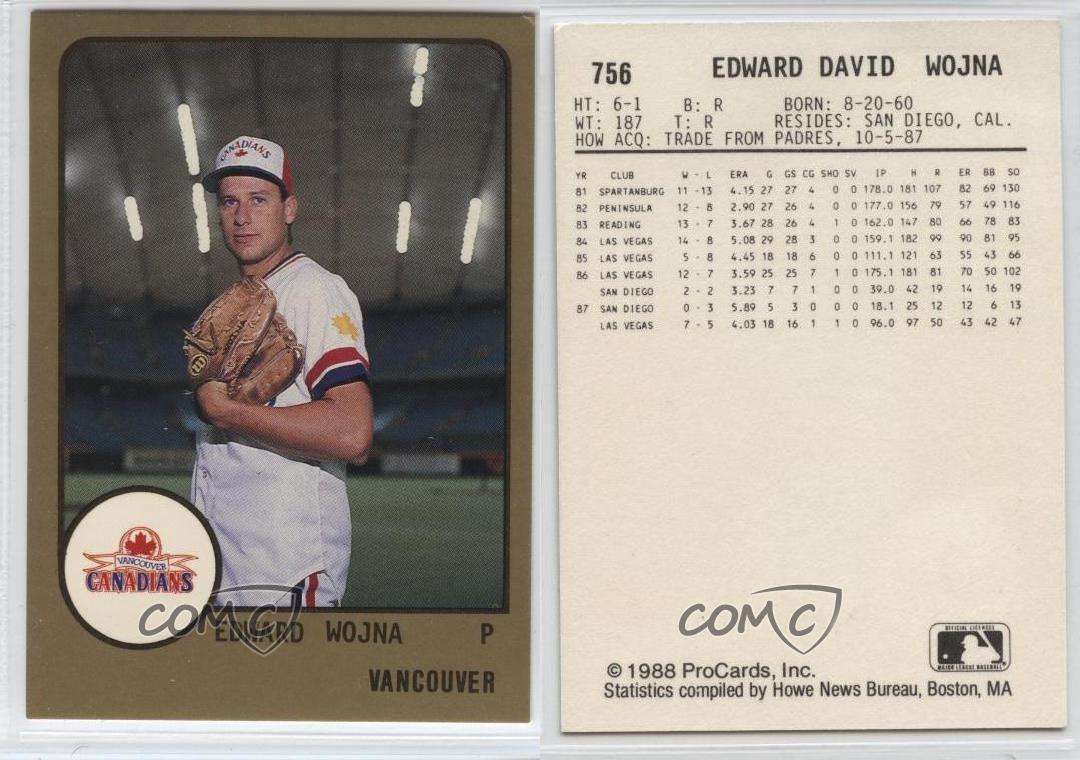 CANADIANS
VANCOUVER
CANADIANS
COMC
EDWARD WOJNA P
VANCOUVER
756 EDWARD DAVID WOJNA
HT: 6-1 B: R BORN: 8-20-60
WT: 187 T: R RESIDES: SAN DIEGO, CAL.
HOW ACQ: TRADE FROM PADRES, 10-5-87
YR CLUB W - L ERA G GS CG SHO SV IP H R ER BB SO
81 SPARTANBURG 11 -13 4.15 27 27 4 0 0 178.0 181 107 82 69 130
82 PENINSULA 12 - 8 2.90 27 26 4 0 0 177.0 156 79 57 49 116
83 READING 13 - 7 3.67 28 26 4 1 0 162.0 147 80 66 78 83
84 LAS VEGAS 14 - 8 5.08 29 28 3 0 0 159.1 182 99 90 81 95
85 LAS VEGAS 5 - 8 4.45 18 18 6 0 0 111.1 121 63 55 43 66
86 LAS VEGAS 12 - 7 3.59 25 25 7 1 0 175.1 181 81 70 50 102
SAN DIEGO 2 - 2 3.23 7 7 1 0 0 39.0 42 19 14 16 19
87 SAN DIEGO 0 - 3 5.89 5 3 0 0 0 18.1 25 12 12 6 13
LAS VEGAS 7 - 5 4.03 18 16 1 1 0 96.0 97 50 43 42 47
COMC
OFFICIAL LICENSEE
MAJOR LEAGUE BASEBALL
© 1988 ProCards, Inc.
Statistics compiled by Howe News Bureau, Boston, MA